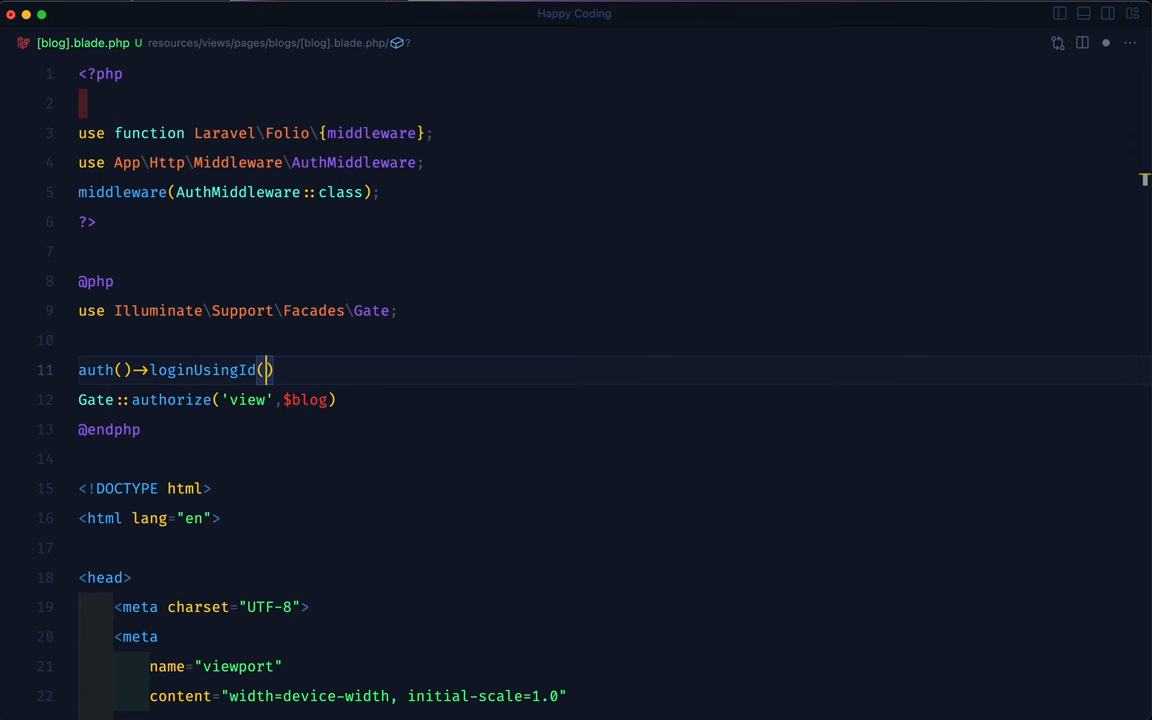 Happy Coding
[blog].blade.php U resources/views/pages/blogs/[blog].blade.php/ ?
1 <?php
2
3 use function Laravel\Folio\{middleware};
4 use App\Http\Middleware\AuthMiddleware;
5 middleware(AuthMiddleware::class);
6 ?>
7
8 @php
9 use Illuminate\Support\Facades\Gate;
10
11 auth()->loginUsingId()
12 Gate::authorize('view',$blog)
13 @endphp
14
15 <!DOCTYPE html>
16 <html lang="en">
17
18 <head>
19 <meta charset="UTF-8">
20 <meta
21 name="viewport"
22 content="width=device-width, initial-scale=1.0"